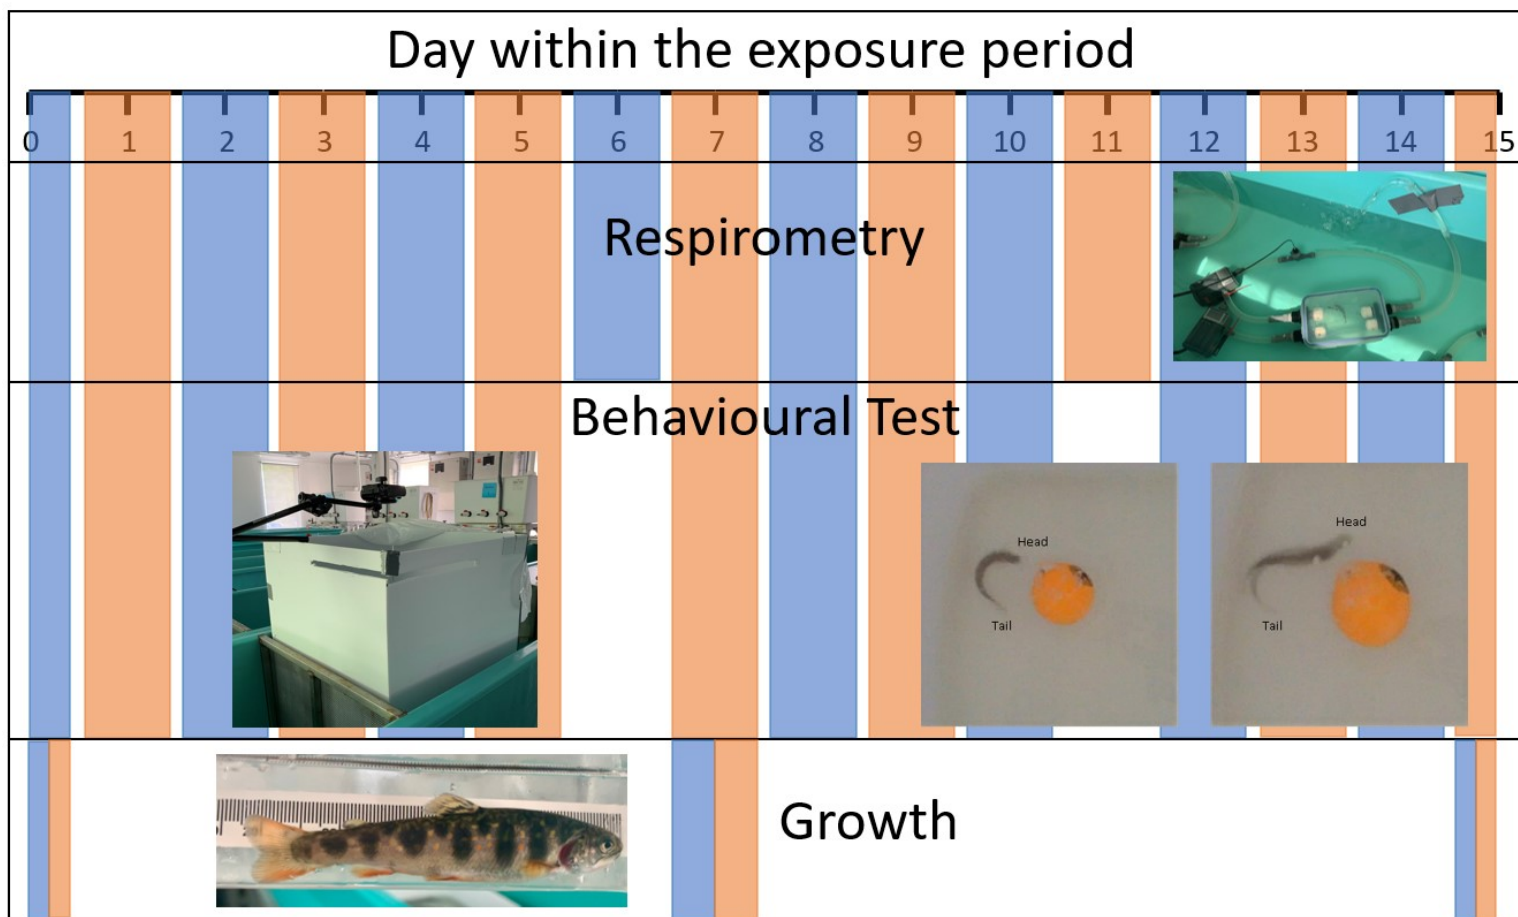 Day within the exposure period
0 1 2 3 4 5 6 7 8 9 10 11 12 13 14 15
Respirometry
Behavioural Test
Head
Tail
Head
Tail
Growth